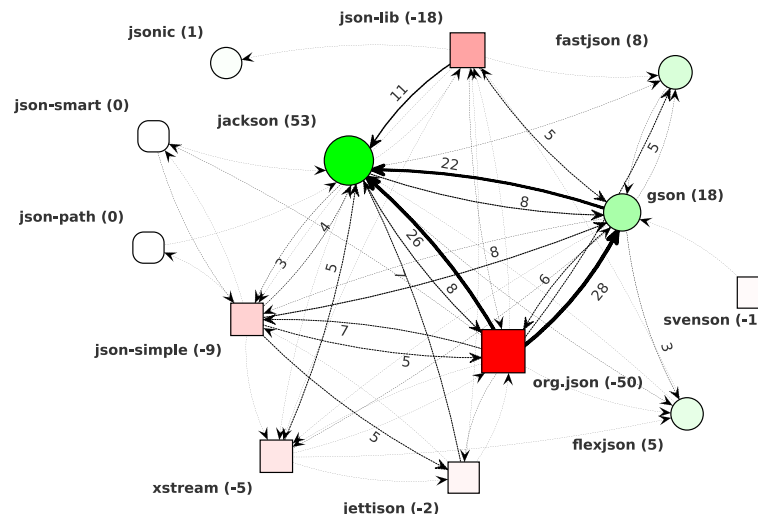 json-lib (-18)
jsonic (1)
fastjson (8)
json-smart (0)
11
jackson (53)
5
5
22
gson (18)
8
json-path (0)
4
26
8
3
5
7
8
6
28
svenson (-1
7
json-simple (-9)
5
3
org.json (-50)
5
flexjson (5)
xstream (-5)
jettison (-2)